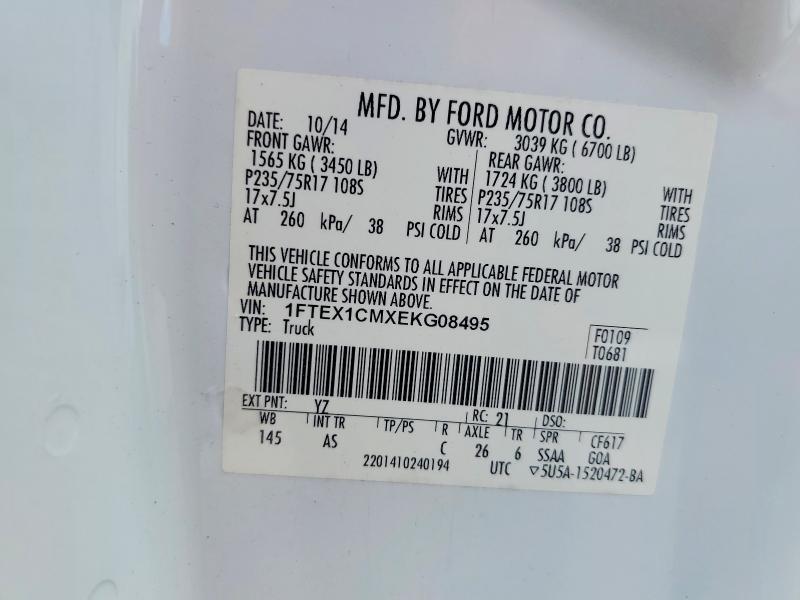 MFD. BY FORD MOTOR CO.
DATE: 10/14 GVWR: 3039 KG ( 6700 LB)
FRONT GAWR: REAR GAWR:
1565 KG ( 3450 LB) WITH 1724 KG ( 3800 LB) WITH
P235/75R17 108S TIRES P235/75R17 108S TIRES
17x7.5J RIMS 17x7.5J RIMS
AT 260 kPa/ 38 PSI COLD AT 260 kPa/ 38 PSI COLD
THIS VEHICLE CONFORMS TO ALL APPLICABLE FEDERAL MOTOR
VEHICLE SAFETY STANDARDS IN EFFECT ON THE DATE OF
MANUFACTURE SHOWN ABOVE.
VIN: 1FTEX1CMXEKG08495
TYPE: Truck
F0109
T0681
EXT PNT: YZ RC: 21 DSO:
WB INT TR TP/PS R AXLE TR SPR CF617
145 AS C 26 6 SSAA GOA
2201410240194 UTC ▽5U5A-1520472-BA